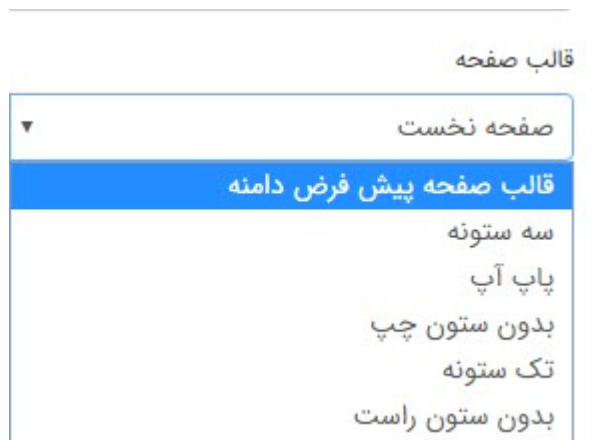 قالب صفحه
صفحه نخست
قالب صفحه پیش فرض دامنه
سه ستونه
پاپ آپ
بدون ستون چپ
تک ستونه
بدون ستون راست